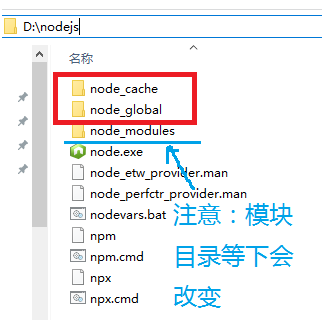 D:\nodejs
名称
node_cache
node_global
node_modules
node.exe
node_etw_provider.man
node_perfctr_provider.man
nodevars.bat
npm
npm.cmd
npx
npx.cmd
注意：模块
目录等下会
改变